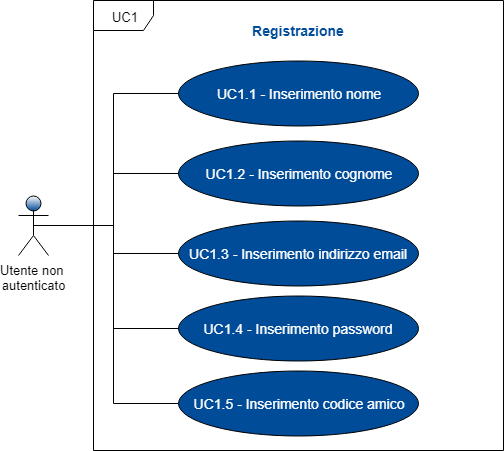 UC1
Registrazione
UC1.1 - Inserimento nome
UC1.2 - Inserimento cognome
UC1.3 - Inserimento indirizzo email
UC1.4 - Inserimento password
UC1.5 - Inserimento codice amico
Utente non
autenticato